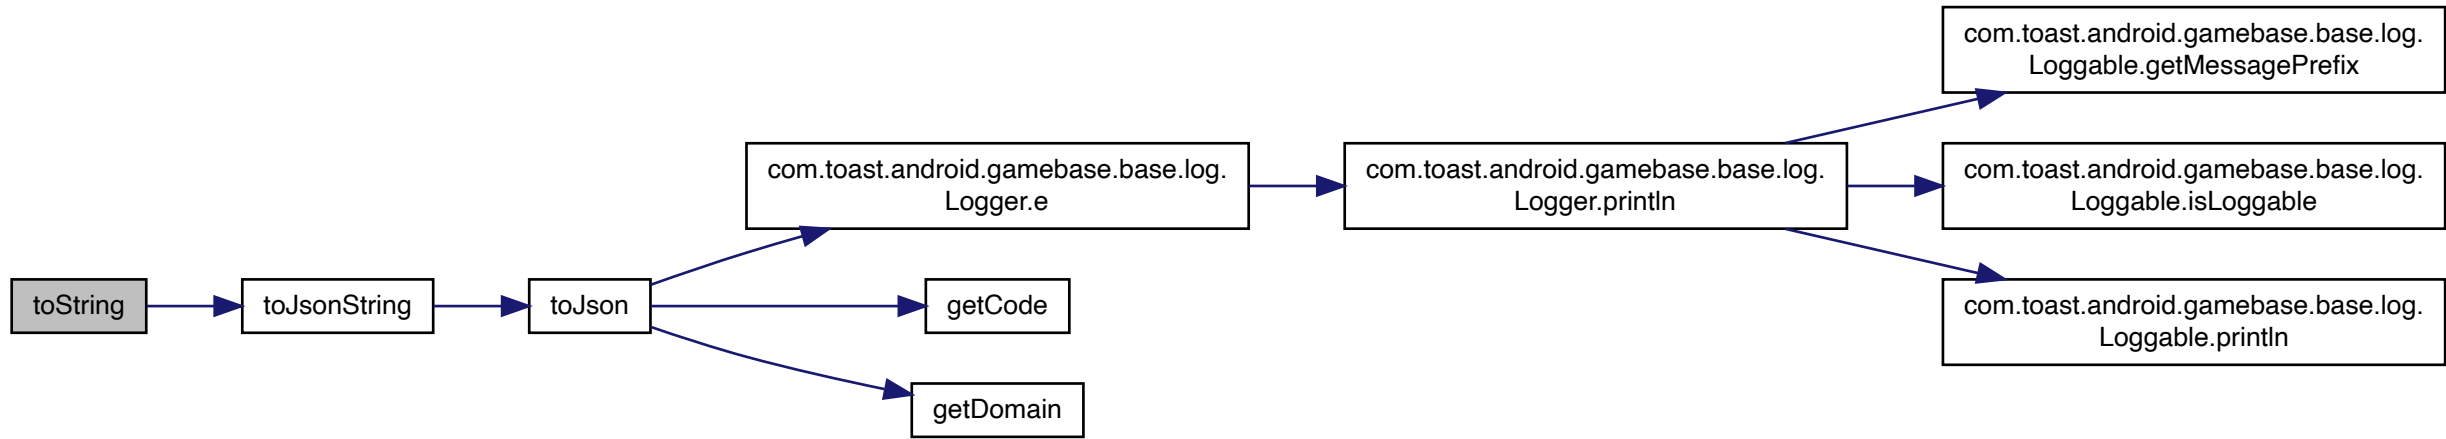 toString
toJsonString
toJson
com.toast.android.gamebase.base.log.
Logger.e
getCode
getDomain
com.toast.android.gamebase.base.log.
Logger.println
com.toast.android.gamebase.base.log.
Loggable.getMessagePrefix
com.toast.android.gamebase.base.log.
Loggable.isLoggable
com.toast.android.gamebase.base.log.
Loggable.println